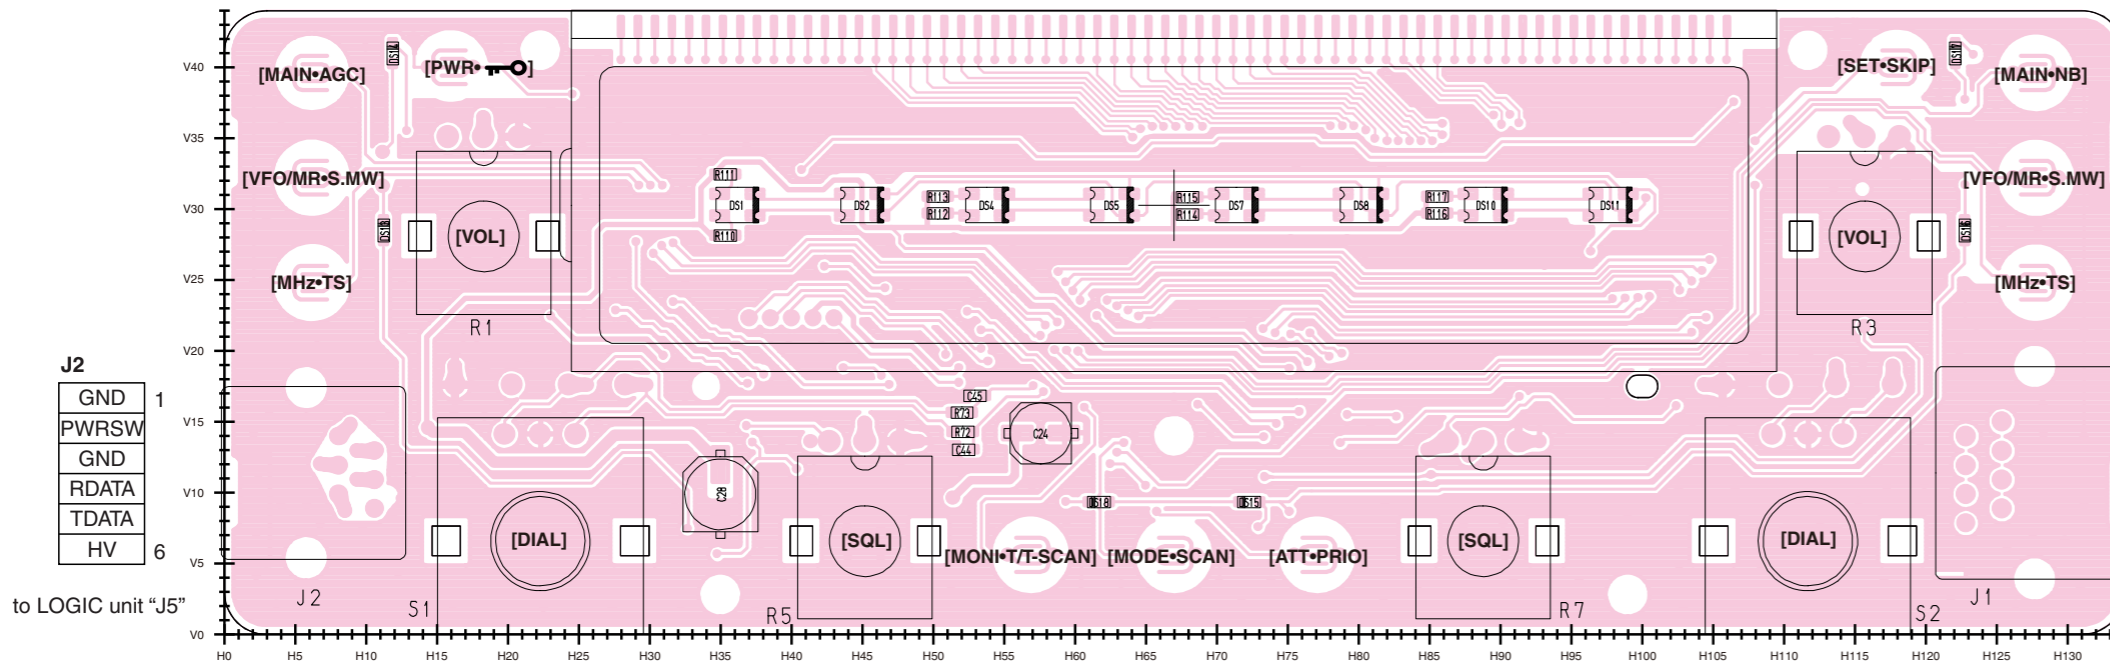 [MAIN•AGC]
DS14
[PWR• ]
[SET•SKIP]
DS17
[MAIN•NB]
[VFO/MR•S.MW]
[VFO/MR•S.MW]
R111
DS1
DS2
R113
R112
DS4
DS5
R115
R114
DS7
DS8
R117
R116
DS10
DS11
R110
[VOL]
[VOL]
DS16
[MHz•TS]
[MHz•TS]
R1
R3
J2
GND 1
PWRSW
GND
RDATA
TDATA
HV 6
to LOGIC unit “J5”
C45
R73
R72
C44
C24
C28
DS18
DS15
[DIAL]
[SQL]
[MONI•T/T-SCAN]
[MODE•SCAN]
[ATT•PRIO]
[SQL]
[DIAL]
J2
S1
R5
R7
S2
J1
V40
V35
V30
V25
V20
V15
V10
V5
V0
H0 H5 H10 H15 H20 H25 H30 H35 H40 H45 H50 H55 H60 H65 H70 H75 H80 H85 H90 H95 H100 H105 H110 H115 H120 H125 H130